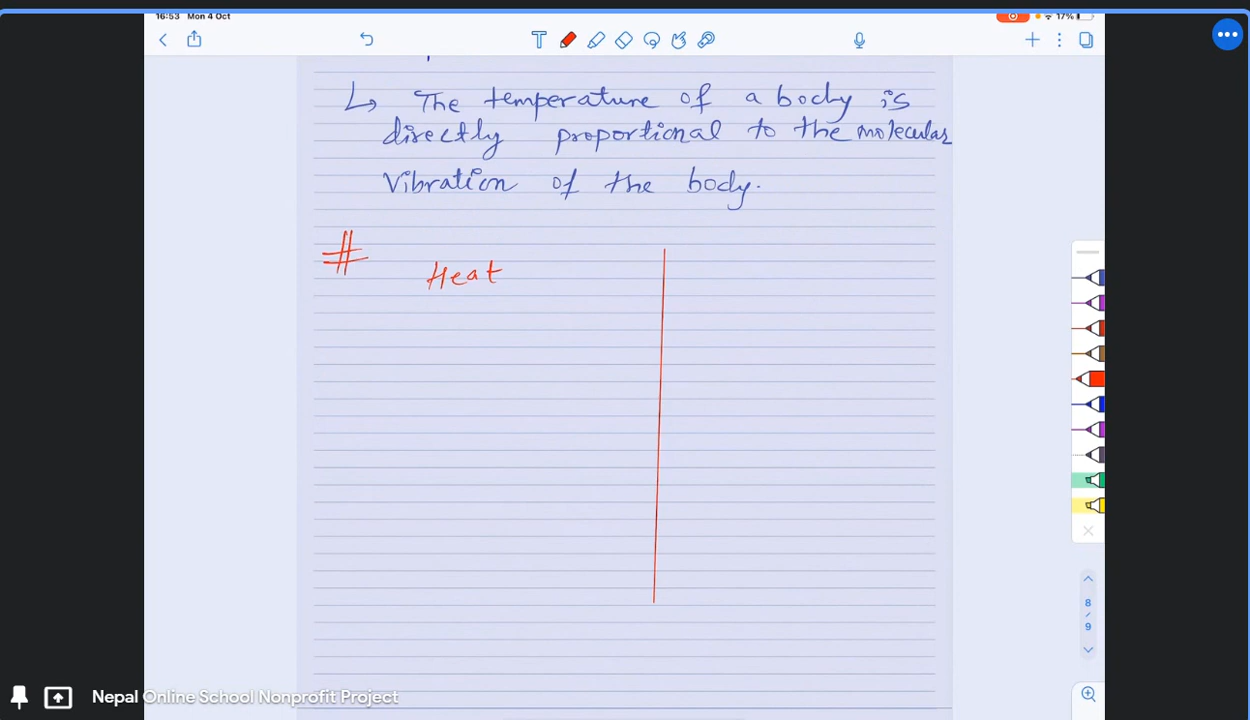 16:53 Mon 4 Oct
17%
↳ The temperature of a body is
directly proportional to the molecular
vibration of the body.
#
Heat
8
/
9
Nepal Online School Nonprofit Project